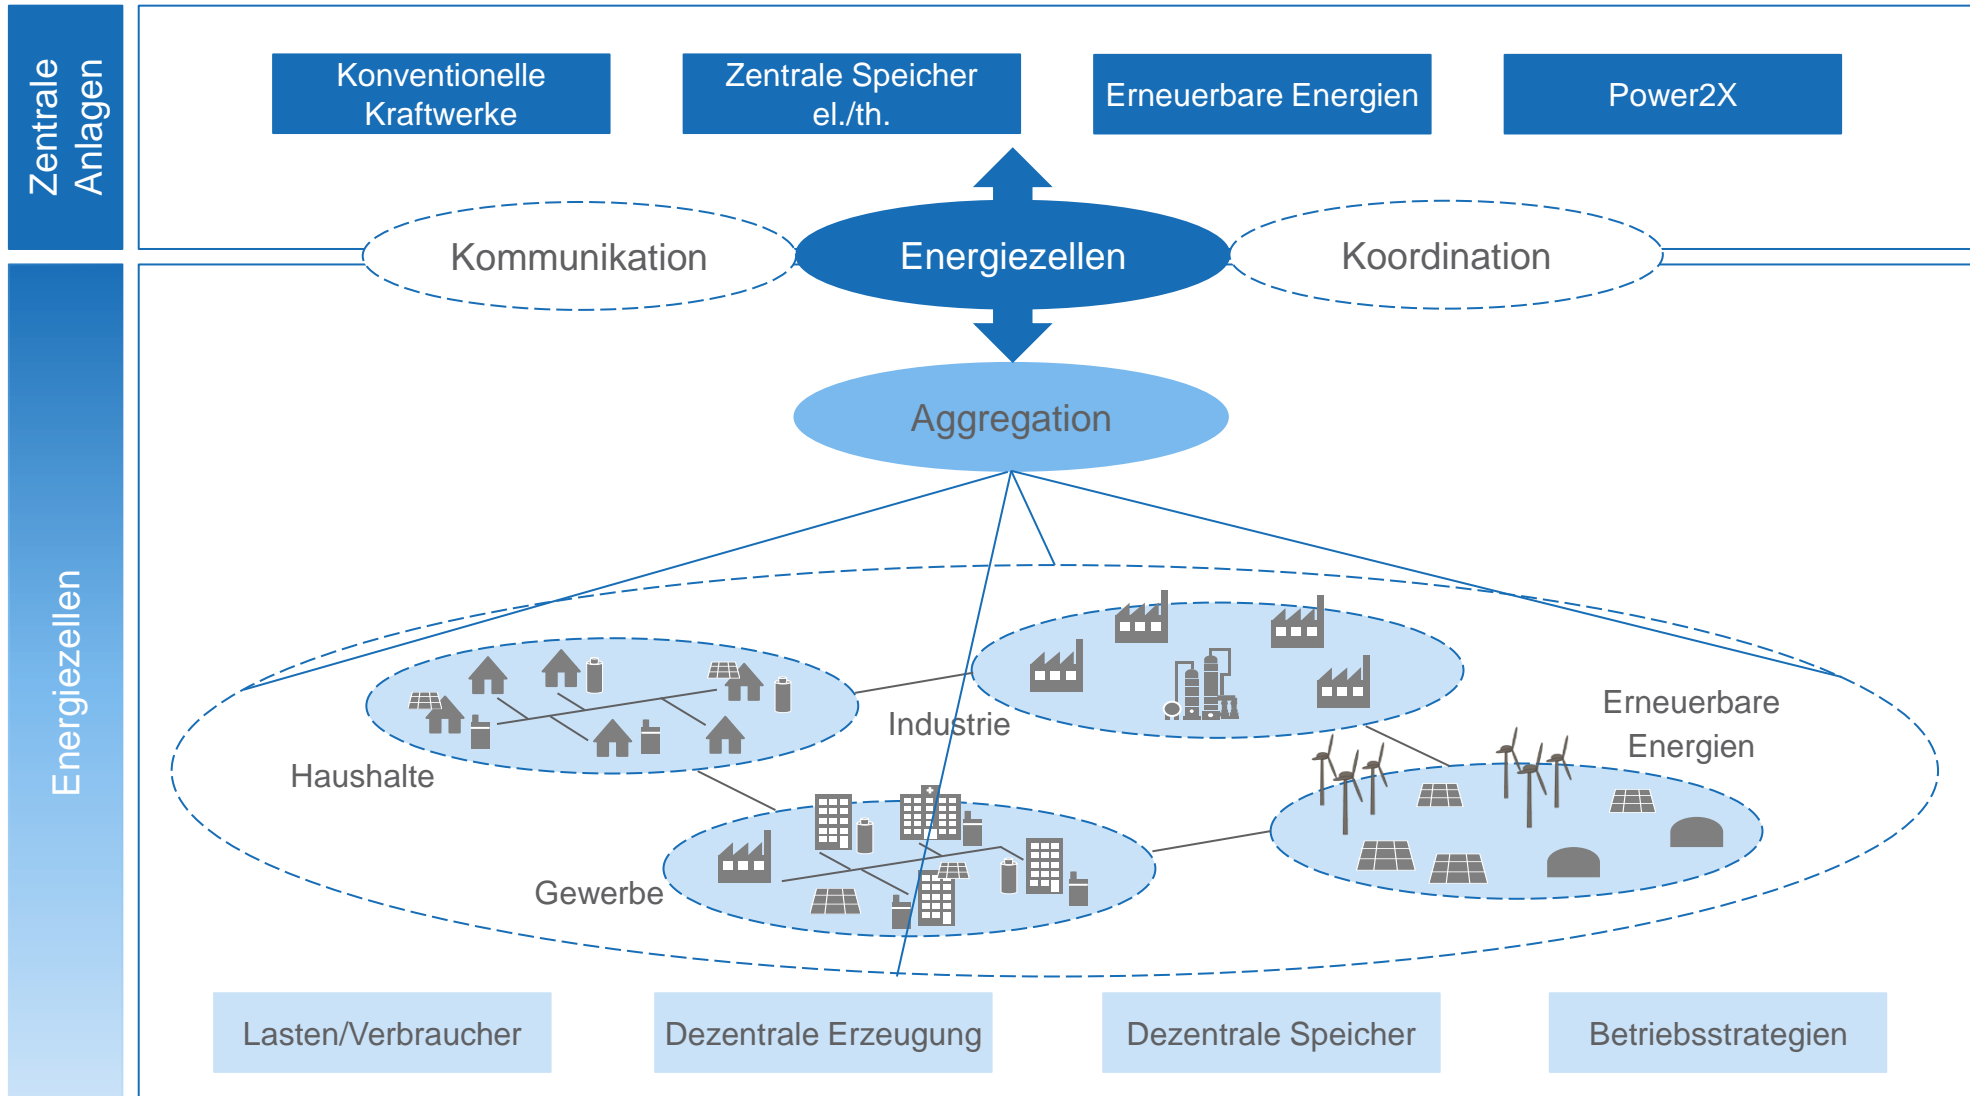 Zentrale
Anlagen
Konventionelle
Kraftwerke
Zentrale Speicher
el./th.
Erneuerbare Energien
Power2X
Kommunikation
Energiezellen
Koordination
Energiezellen
Aggregation
Industrie
Erneuerbare
Energien
Haushalte
Gewerbe
Lasten/Verbraucher
Dezentrale Erzeugung
Dezentrale Speicher
Betriebsstrategien